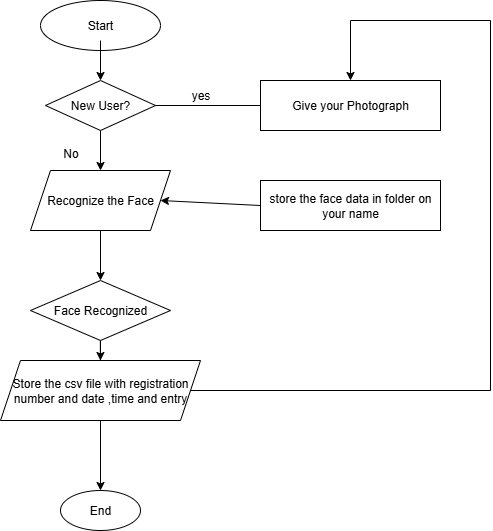 Start
New User?
yes
Give your Photograph
No
Recognize the Face
store the face data in folder on
your name
Face Recognized
Store the csv file with registration
number and date ,time and entry
End